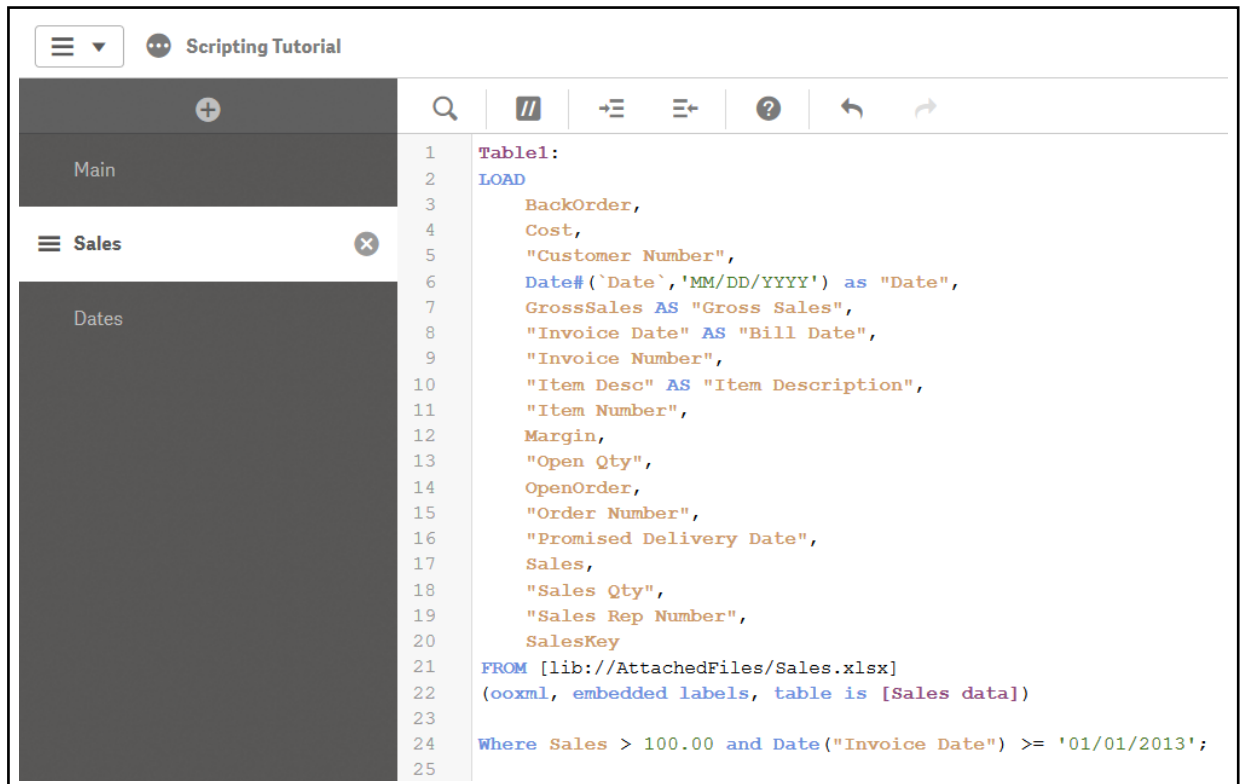 Scripting Tutorial
Main
Sales
Dates
1 Table1:
2 LOAD
3 BackOrder,
4 Cost,
5 "Customer Number",
6 Date#(`Date`,'MM/DD/YYYY') as "Date",
7 GrossSales AS "Gross Sales",
8 "Invoice Date" AS "Bill Date",
9 "Invoice Number",
10 "Item Desc" AS "Item Description",
11 "Item Number",
12 Margin,
13 "Open Qty",
14 OpenOrder,
15 "Order Number",
16 "Promised Delivery Date",
17 Sales,
18 "Sales Qty",
19 "Sales Rep Number",
20 SalesKey
21 FROM [lib://AttachedFiles/Sales.xlsx]
22 (ooxml, embedded labels, table is [Sales data])
23
24 Where Sales > 100.00 and Date("Invoice Date") >= '01/01/2013';
25